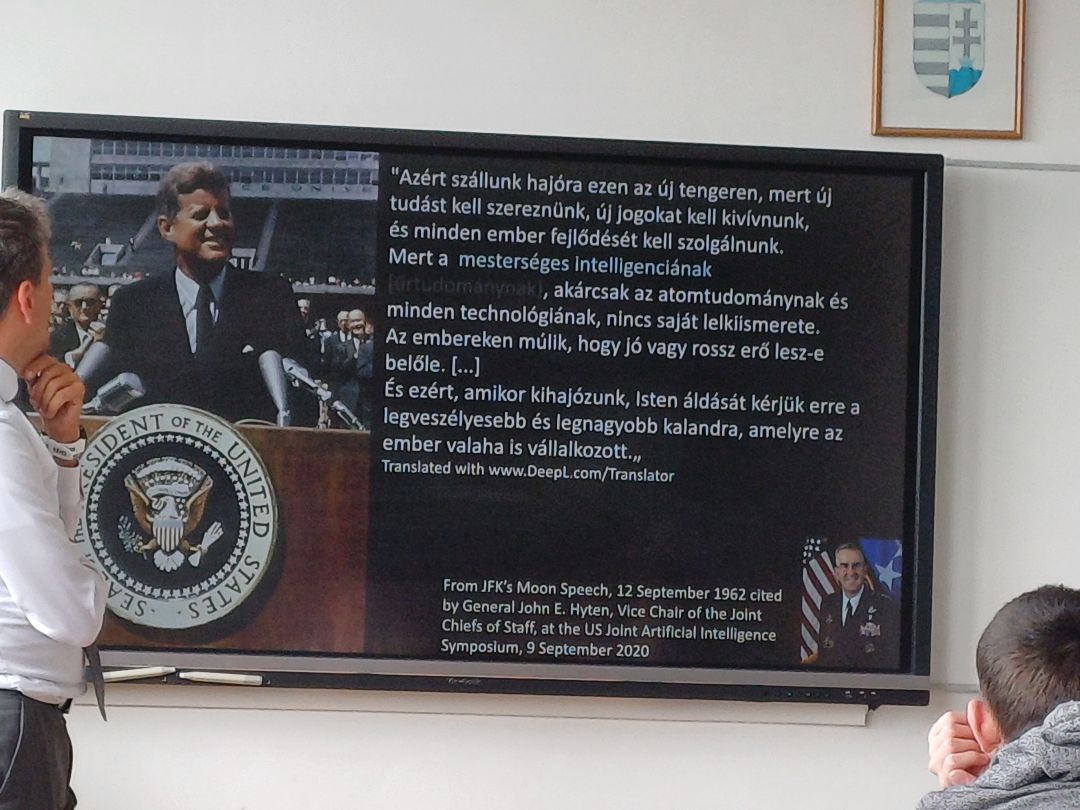 "Azért szállunk hajóra ezen az új tengeren, mert új
tudást kell szereznünk, új jogokat kell kivívnunk,
és minden ember fejlődését kell szolgálnunk.
Mert a mesterséges intelligenciának
[űrtudománynak], akárcsak az atomtudománynak és
minden technológiának, nincs saját lelkiismerete.
Az embereken múlik, hogy jó vagy rossz erő lesz-e
belőle. [...]
És ezért, amikor kihajózunk, Isten áldását kérjük erre a
legveszélyesebb és legnagyobb kalandra, amelyre az
ember valaha is vállalkozott.„
Translated with www.DeepL.com/Translator
SEAL OF THE PRESIDENT OF THE UNITED STATES
From JFK's Moon Speech, 12 September 1962 cited
by General John E. Hyten, Vice Chair of the Joint
Chiefs of Staff, at the US Joint Artificial Intelligence
Symposium, 9 September 2020
ViewSonic